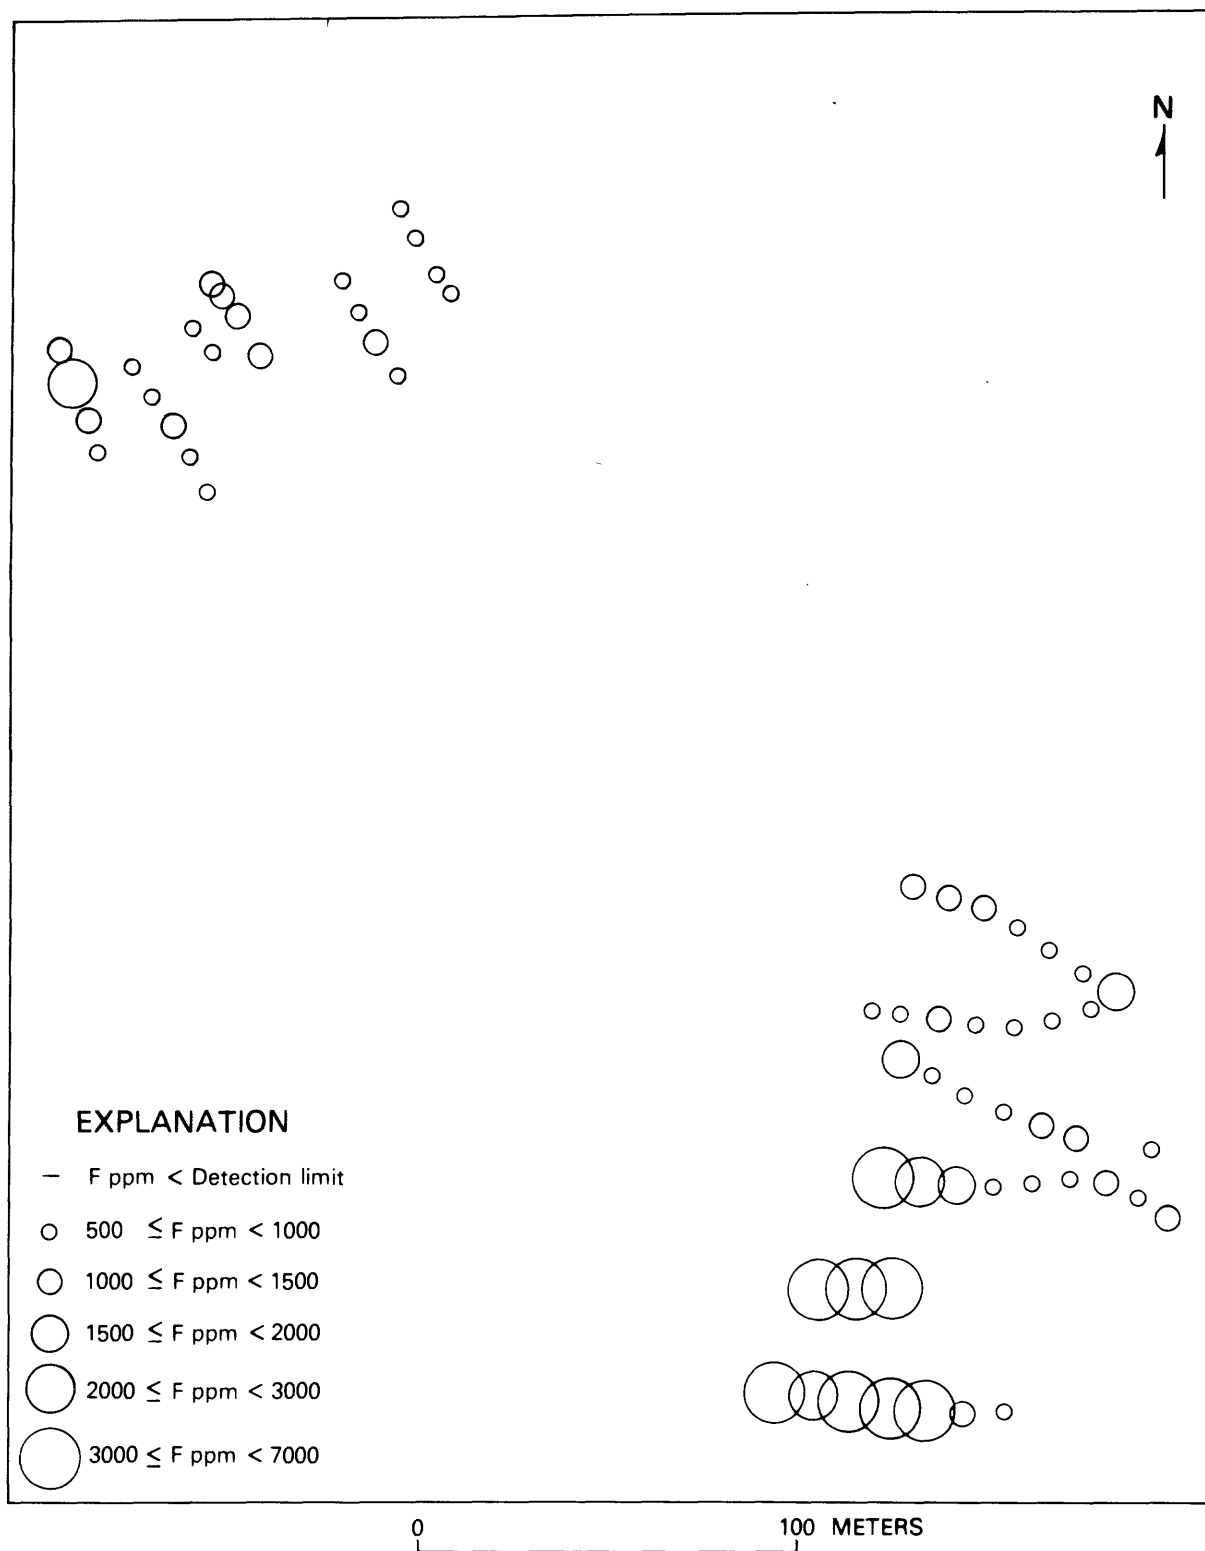 N
EXPLANATION
— F ppm < Detection limit
500 ≤ F ppm < 1000
1000 ≤ F ppm < 1500
1500 ≤ F ppm < 2000
2000 ≤ F ppm < 3000
3000 ≤ F ppm < 7000
0 100 METERS